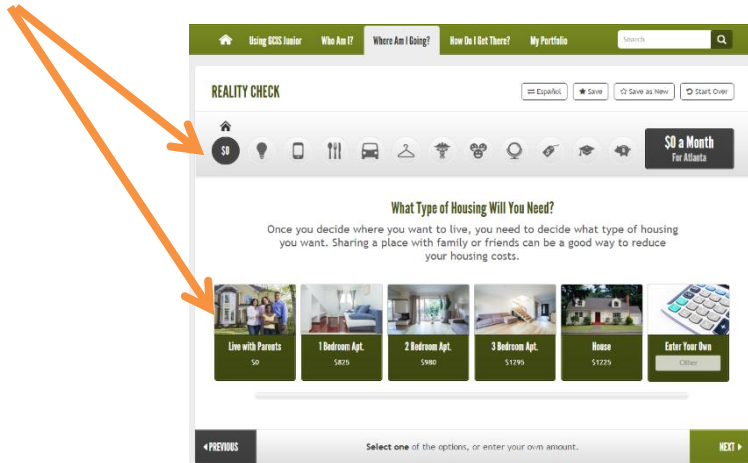 Using GCIS Junior Who Am I? Where Am I Going? How Do I Get There? My Portfolio Search
REALITY CHECK
Español Save Save as New Start Over
$0
$0 a Month
For Atlanta
What Type of Housing Will You Need?
Once you decide where you want to live, you need to decide what type of housing
you want. Sharing a place with family or friends can be a good way to reduce
your housing costs.
Live with Parents 1 Bedroom Apt. 2 Bedroom Apt. 3 Bedroom Apt. House Enter Your Own
$0 $825 $980 $1295 $1225 Other
PREVIOUS Select one of the options, or enter your own amount. NEXT